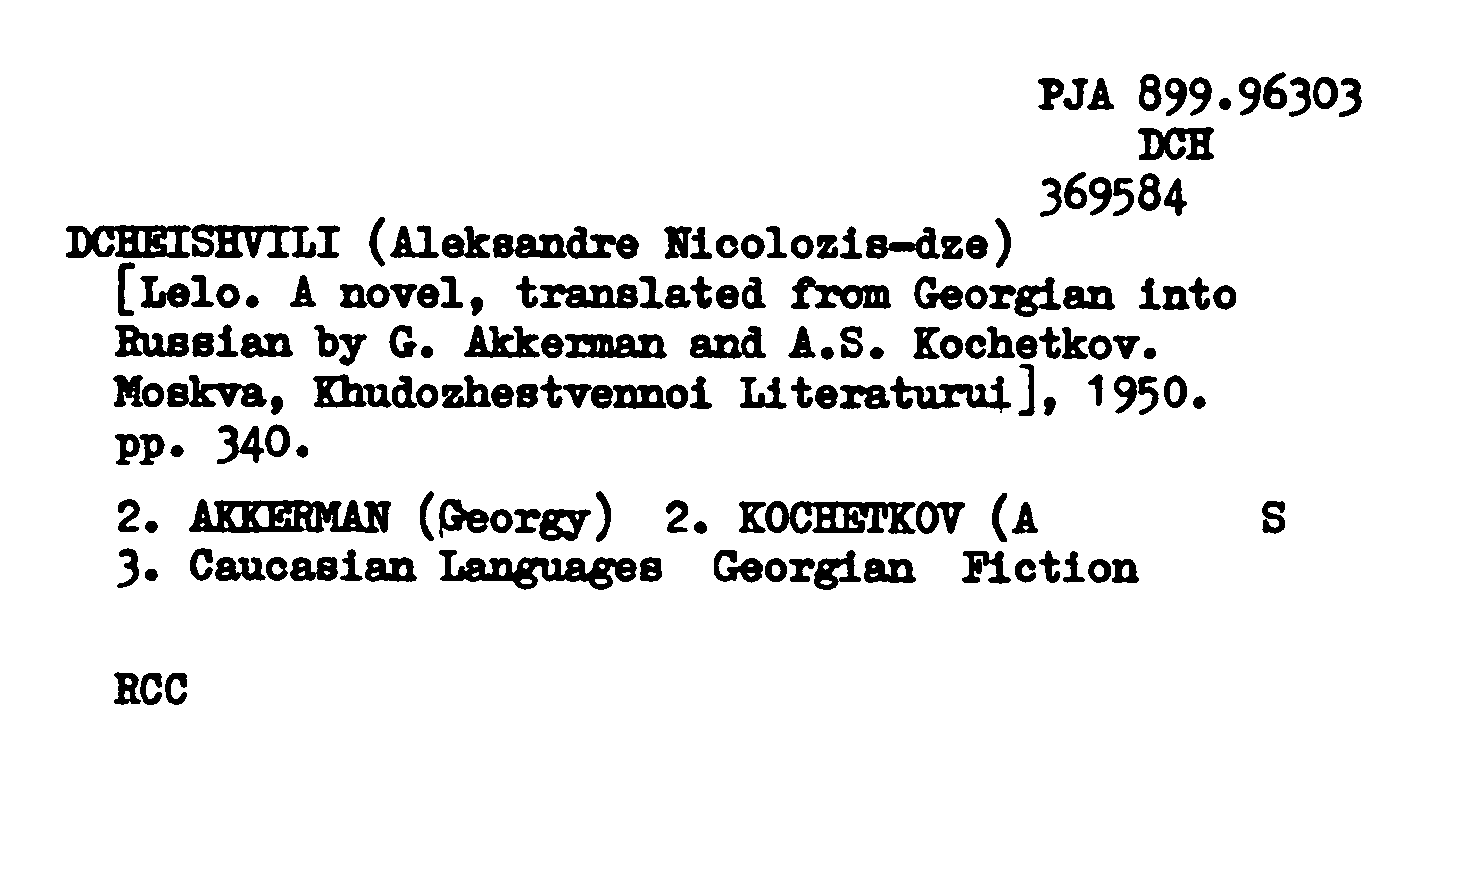 PJA 899.96303
DCH
369584
DCHEISHVILI (Aleksandre Nicolozis-dze)
[Lelo. A novel, translated from Georgian into
Russian by G. Akkerman and A.S. Kochetkov.
Moskva, Khudozhestvennoi Literaturui], 1950.
pp. 340.
2. AKKERMAN (Georgy) 2. KOCHETKOV (A S
3. Caucasian Languages Georgian Fiction
RCC